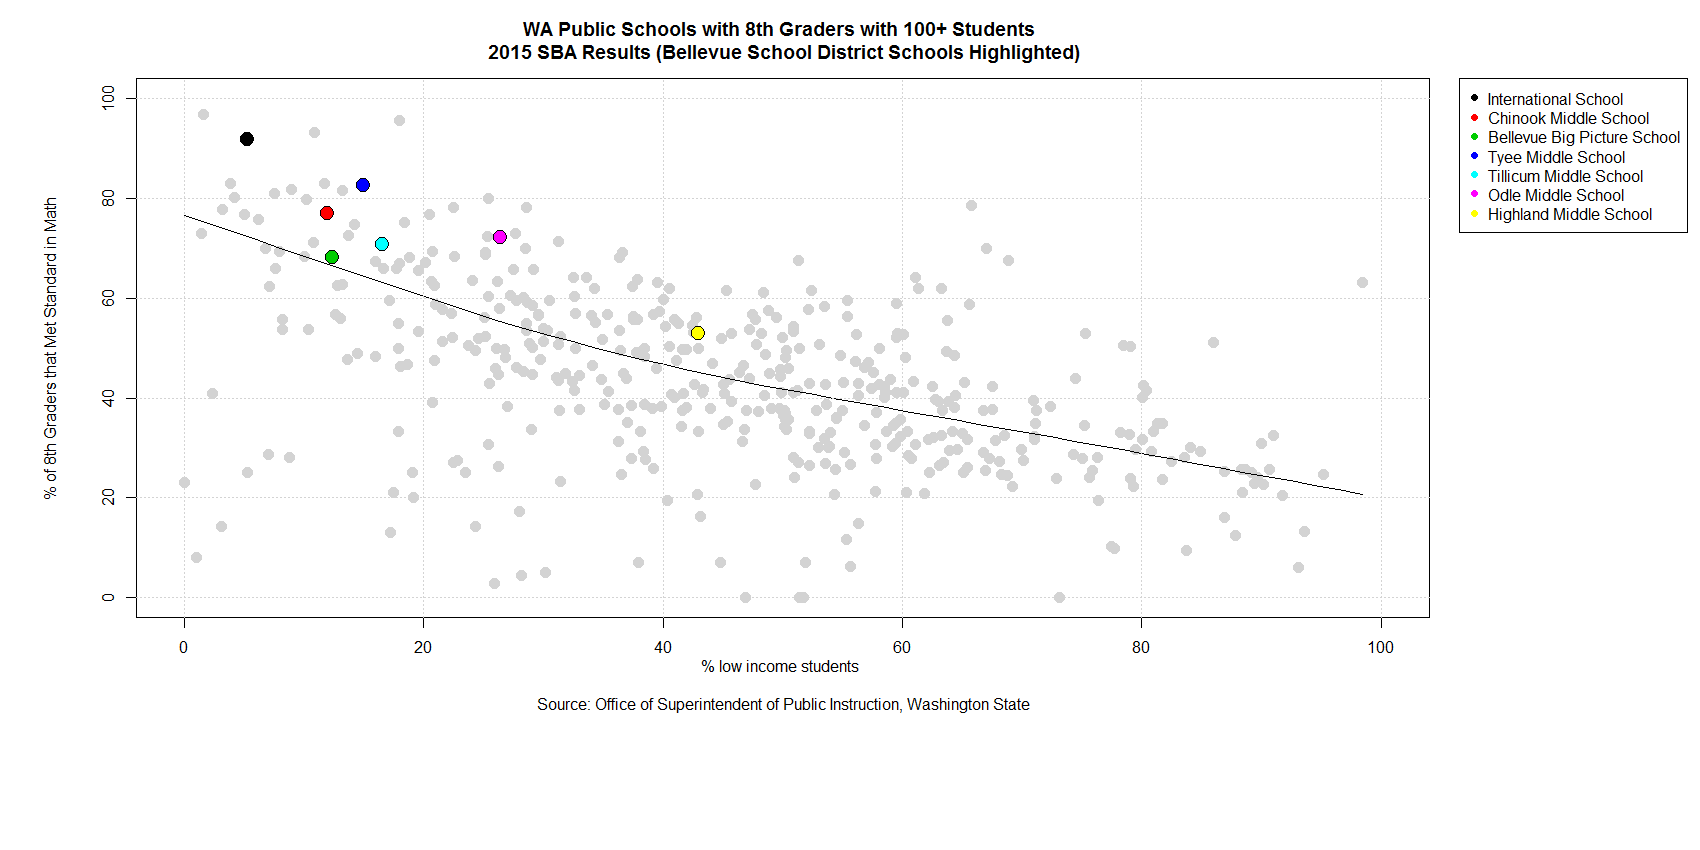 WA Public Schools with 8th Graders with 100+ Students
2015 SBA Results (Bellevue School District Schools Highlighted)
% of 8th Graders that Met Standard in Math
100
80
60
40
20
0
0 20 40 60 80 100
% low income students
Source: Office of Superintendent of Public Instruction, Washington State
International School
Chinook Middle School
Bellevue Big Picture School
Tyee Middle School
Tillicum Middle School
Odle Middle School
Highland Middle School